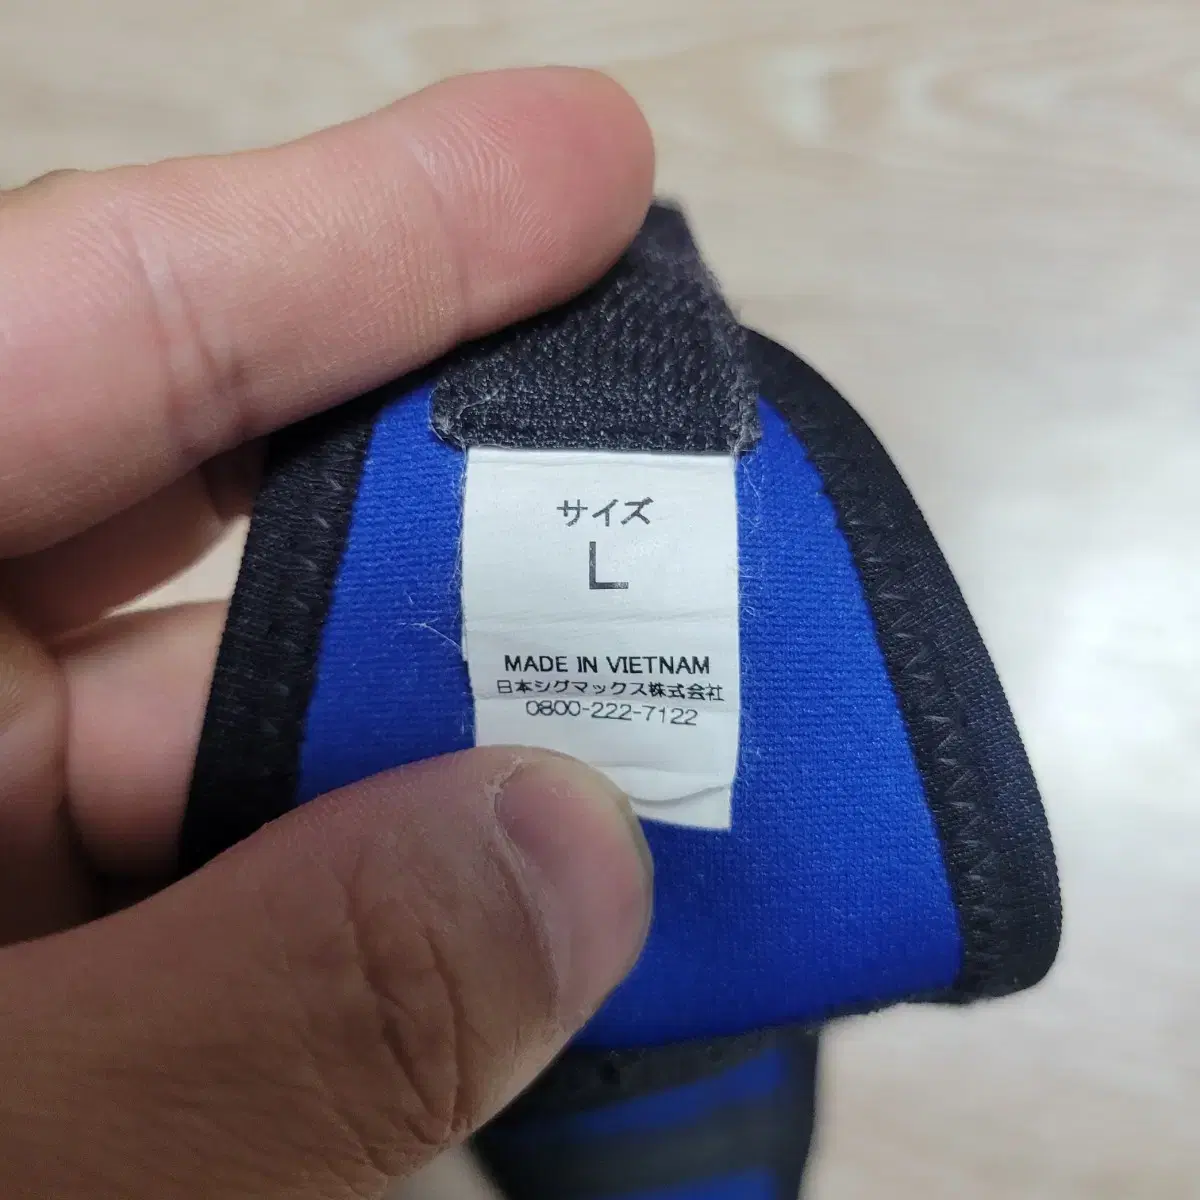 サイズ
L
MADE IN VIETNAM
日本シグマックス株式会社
0800-222-7122